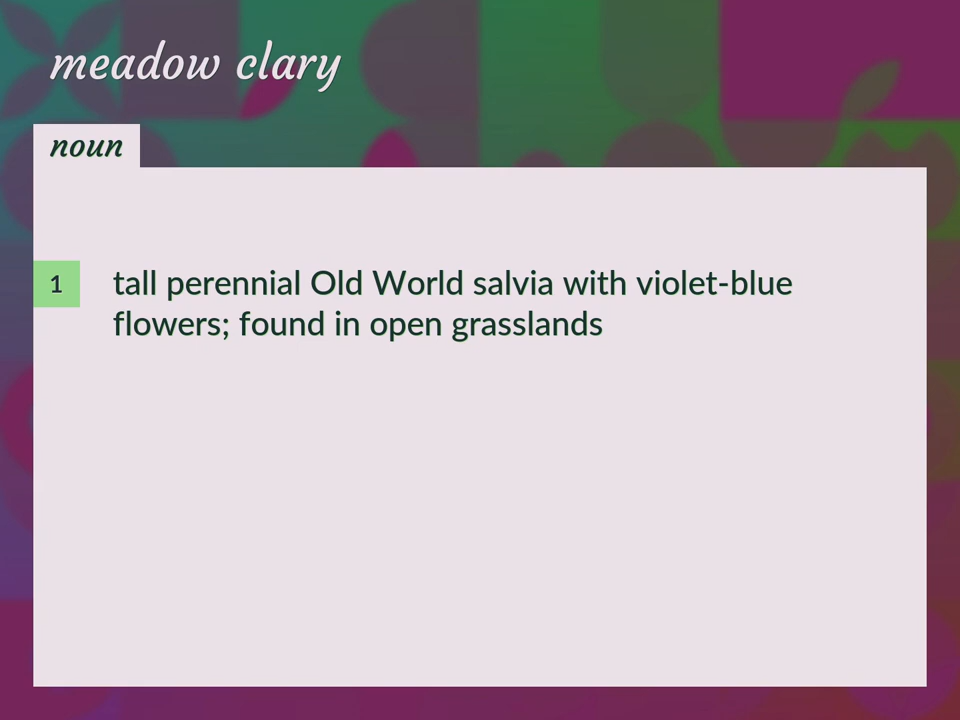 meadow clary
noun
1
tall perennial Old World salvia with violet-blue
flowers; found in open grasslands